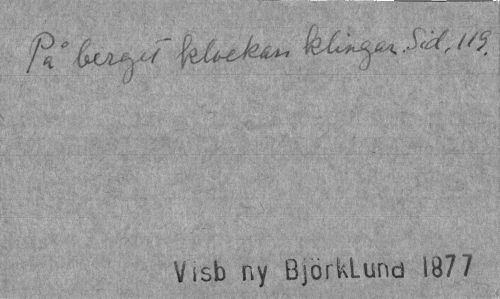 På berget klockan klingar. Sid. 119.
Visb ny BjörkLund 1877